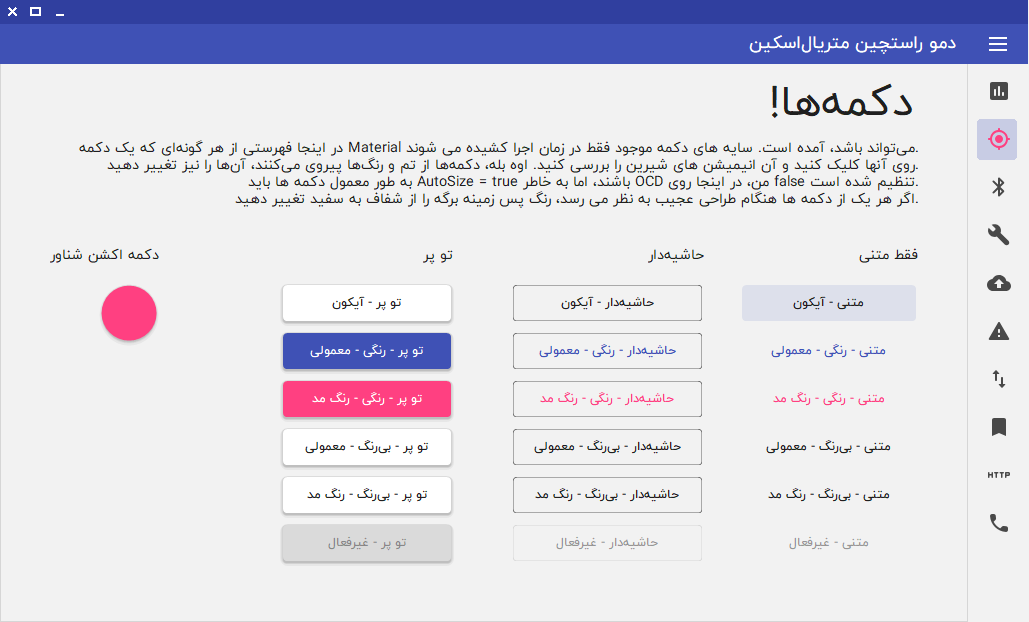 دمو راستچین متریال‌اسکین
دکمه‌ها!
در اینجا فهرستی از هر گونه‌ای که یک دکمه Material می‌تواند باشد، آمده است. سایه های دکمه موجود فقط در زمان اجرا کشیده می شوند.
روی آنها کلیک کنید و آن انیمیشن های شیرین را بررسی کنید. اوه بله، دکمه‌ها از تم و رنگ‌ها پیروی می‌کنند، آن‌ها را نیز تغییر دهید.
به طور معمول دکمه ها باید AutoSize = true باشند، اما به خاطر OCD من، در اینجا روی false تنظیم شده است.
اگر هر یک از دکمه ها هنگام طراحی عجیب به نظر می رسد، رنگ پس زمینه برگه را از شفاف به سفید تغییر دهید.
فقط متنی
حاشیه‌دار
تو پر
دکمه اکشن شناور
متنی - آیکون
حاشیه‌دار - آیکون
تو پر - آیکون
متنی - رنگی - معمولی
حاشیه‌دار - رنگی - معمولی
تو پر - رنگی - معمولی
متنی - رنگی - رنگ مد
حاشیه‌دار - رنگی - رنگ مد
تو پر - رنگی - رنگ مد
متنی - بی‌رنگ - معمولی
حاشیه‌دار - بی‌رنگ - معمولی
تو پر - بی‌رنگ - معمولی
متنی - بی‌رنگ - رنگ مد
حاشیه‌دار - بی‌رنگ - رنگ مد
تو پر - بی‌رنگ - رنگ مد
متنی - غیرفعال
حاشیه‌دار - غیرفعال
تو پر - غیرفعال
HTTP